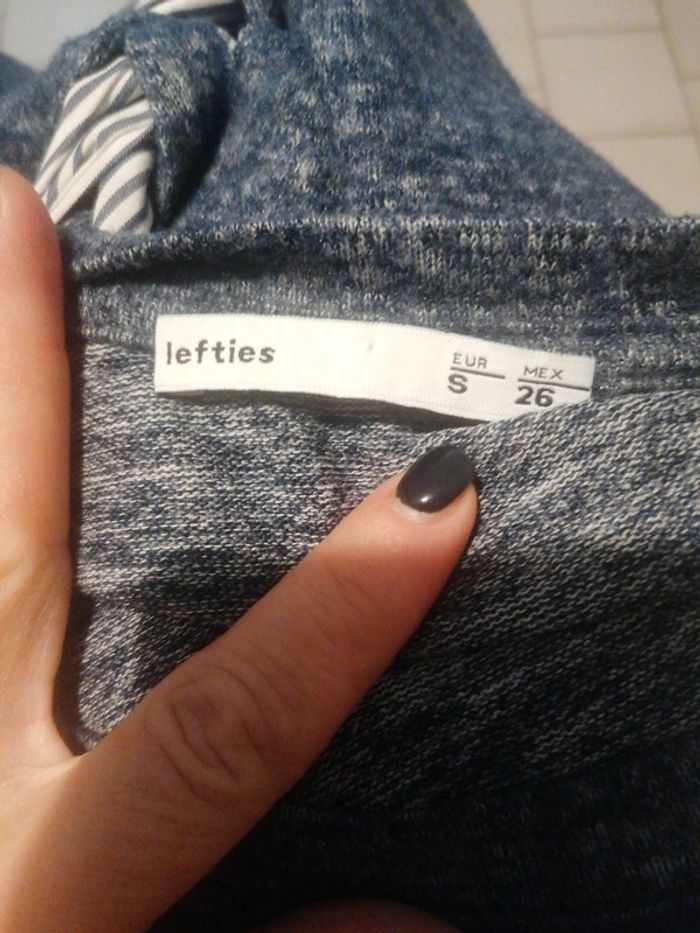 lefties
EUR MEX
S 26